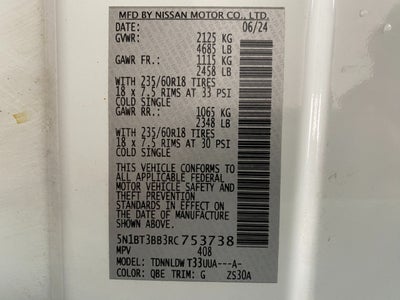 MFD BY NISSAN MOTOR CO., LTD.
DATE: 06/24
GVWR: 2125 KG
4685 LB
GAWR FR.: 1115 KG
2458 LB
WITH 235/60R18 TIRES
18 x 7.5 RIMS AT 33 PSI
COLD SINGLE
GAWR RR.: 1065 KG
2348 LB
WITH 235/60R18 TIRES
18 x 7.5 RIMS AT 30 PSI
COLD SINGLE
THIS VEHICLE CONFORMS TO
ALL APPLICABLE FEDERAL
MOTOR VEHICLE SAFETY AND
THEFT PREVENTION
STANDARDS IN EFFECT ON
THE DATE OF MANUFACTURE
SHOWN ABOVE.
5N1BT3BB3RC753738
408
MODEL: TDNNLDW T33UUA---A-
COLOR: QBE TRIM: G ZS30A